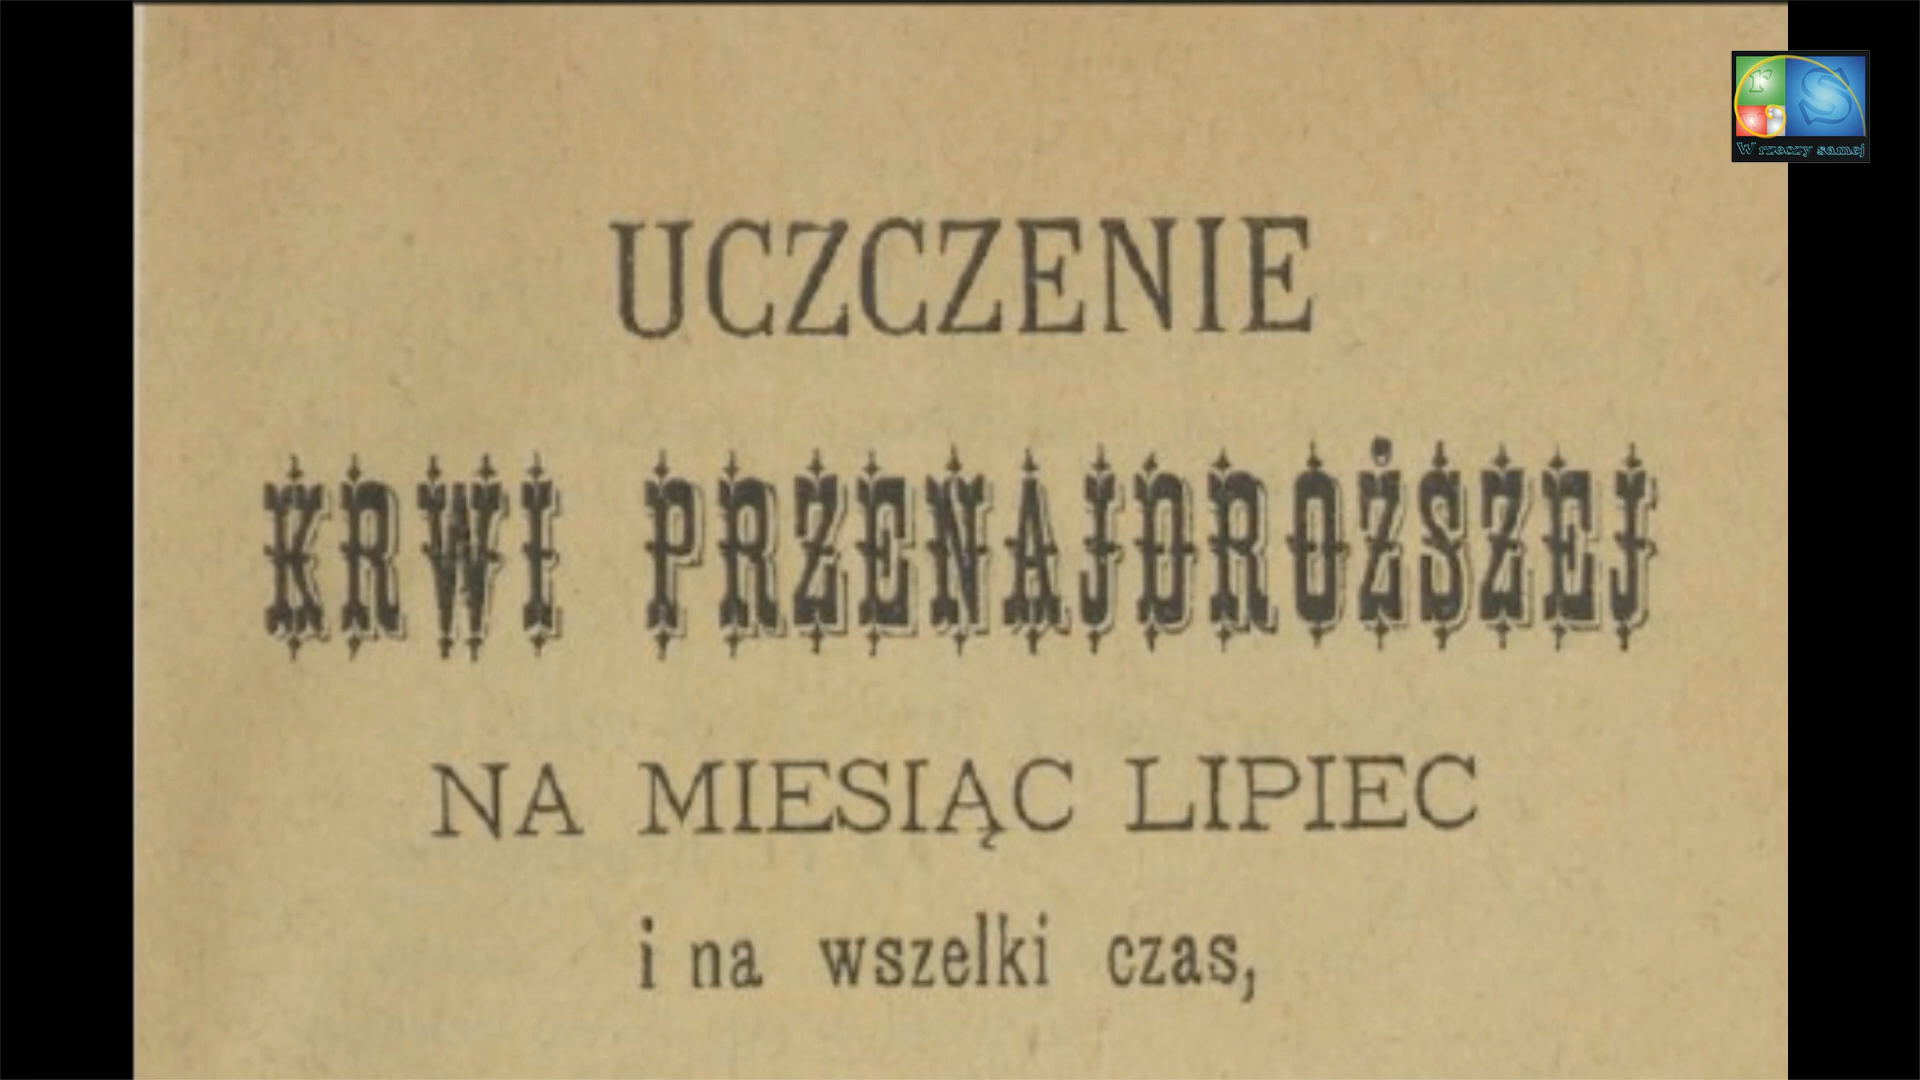 UCZCZENIE
KRWI PRZENAJDROŻSZEJ
NA MIESIĄC LIPIEC
i na wszelki czas,
r S
W rzeczy samej